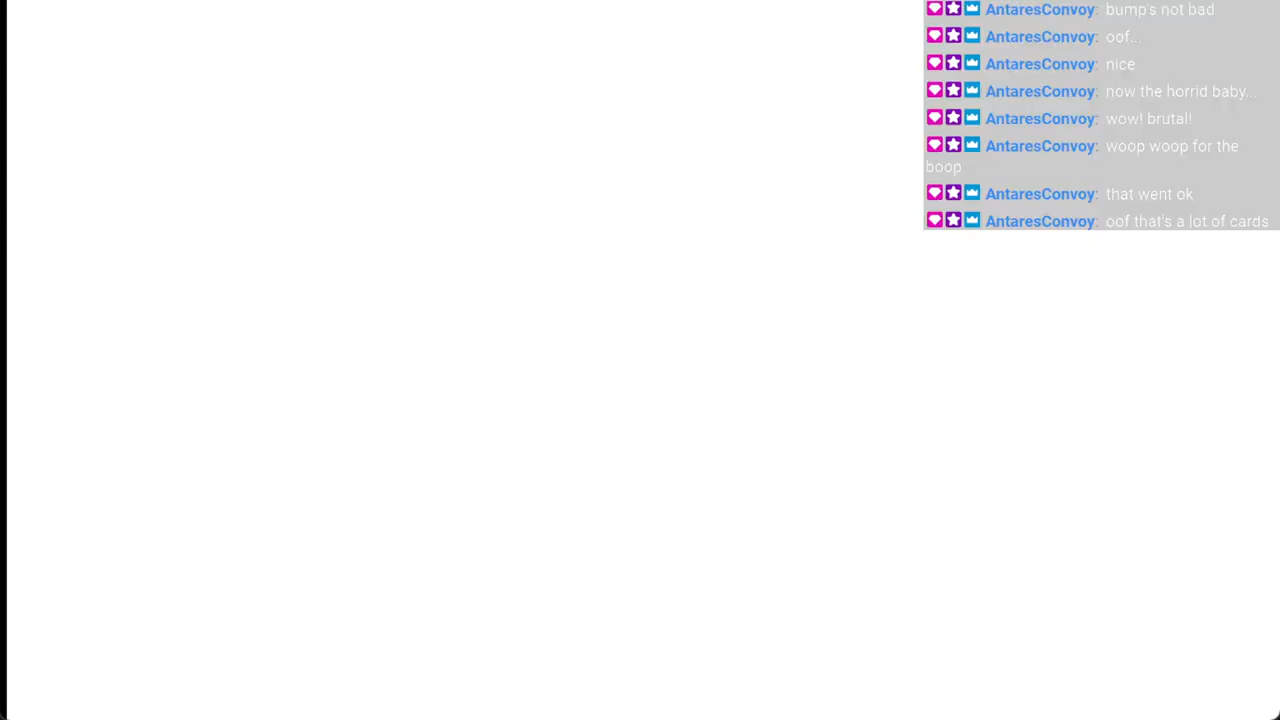 AntaresConvoy: bump's not bad
AntaresConvoy: oof...
AntaresConvoy: nice
AntaresConvoy: now the horrid baby...
AntaresConvoy: wow! brutal!
AntaresConvoy: woop woop for the
boop
AntaresConvoy: that went ok
AntaresConvoy: oof that's a lot of cards